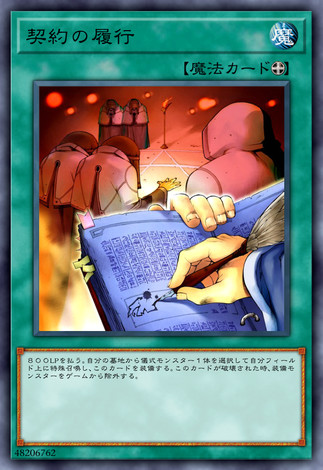 契約の履行
魔
【魔法カード】
８００LPを払う。自分の墓地から儀式モンスター１体を選択して自分フィール
ド上に特殊召喚し、このカードを装備する。このカードが破壊された時、装備モ
ンスターをゲームから除外する。
48206762